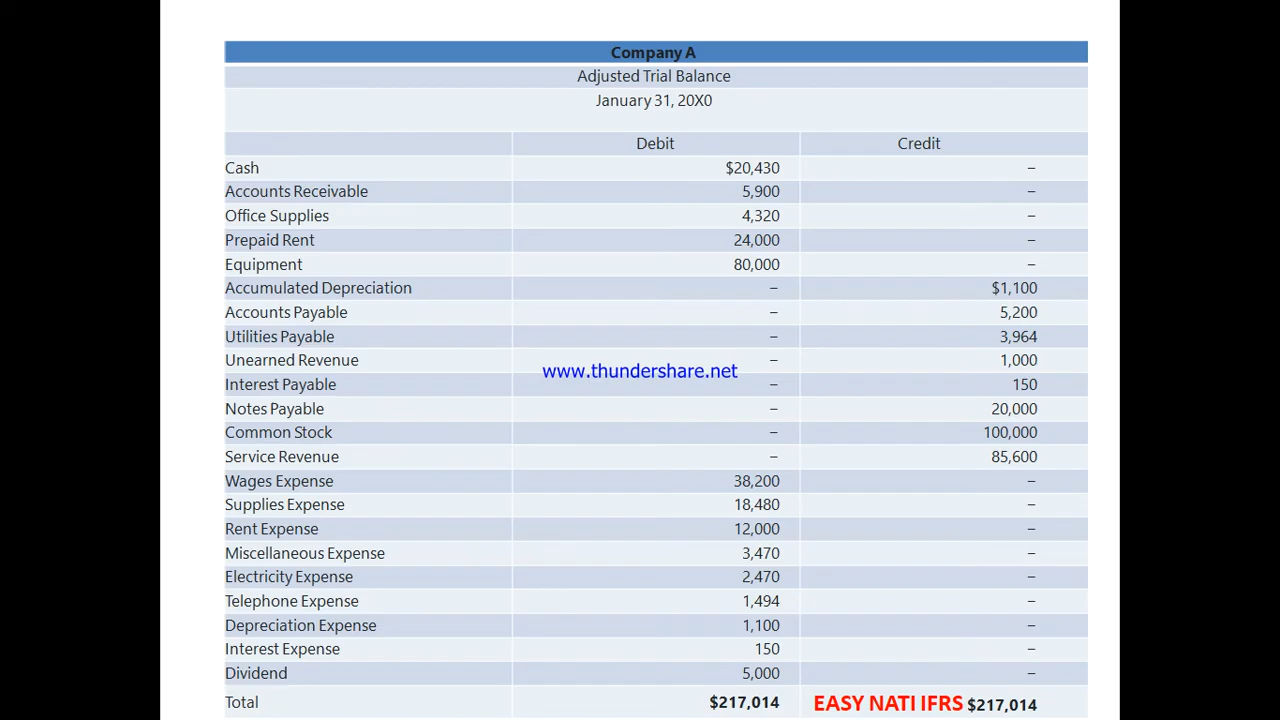 Company A
Adjusted Trial Balance
January 31, 20X0
Debit Credit
Cash $20,430 –
Accounts Receivable 5,900 –
Office Supplies 4,320 –
Prepaid Rent 24,000 –
Equipment 80,000 –
Accumulated Depreciation – $1,100
Accounts Payable – 5,200
Utilities Payable – 3,964
Unearned Revenue – 1,000
www.thundershare.net
Interest Payable – 150
Notes Payable – 20,000
Common Stock – 100,000
Service Revenue – 85,600
Wages Expense 38,200 –
Supplies Expense 18,480 –
Rent Expense 12,000 –
Miscellaneous Expense 3,470 –
Electricity Expense 2,470 –
Telephone Expense 1,494 –
Depreciation Expense 1,100 –
Interest Expense 150 –
Dividend 5,000 –
Total $217,014 EASY NATI IFRS $217,014